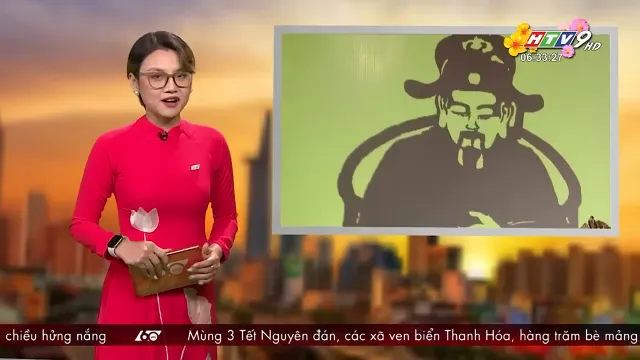 HTV9 HD
06:33:27
chiều hửng nắng 60 Mùng 3 Tết Nguyên đán, các xã ven biển Thanh Hóa, hàng trăm bè mảng